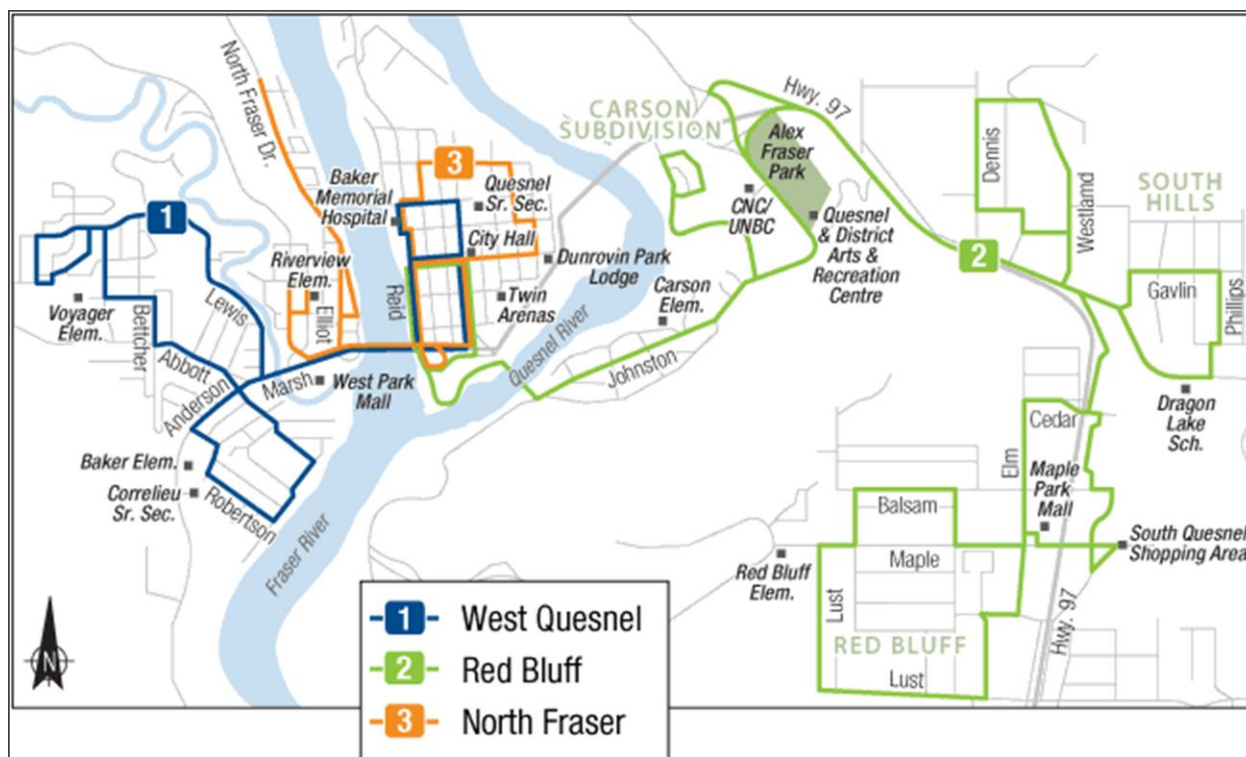 North Fraser Dr.
Hwy. 97
CARSON
SUBDIVISION
Alex
Fraser
Park
Dennis
3
Baker
Memorial
Hospital
Quesnel
Sr. Sec.
CNC/
UNBC
Westland
SOUTH
HILLS
1
City Hall
Quesnel
& District
Arts &
Recreation
Centre
2
Riverview
Elem.
Dunrovin Park
Lodge
Reid
Twin
Arenas
Carson
Elem.
Gavlin
Phillips
Voyager
Elem.
Bettcher
Lewis
Elliot
Abbott
Anderson
Marsh
West Park
Mall
Quesnel River
Johnston
Dragon
Lake
Sch.
Cedar
Elm
Maple
Park
Mall
Baker Elem.
Correlieu
Sr. Sec.
Robertson
Fraser River
Balsam
South Quesnel
Shopping Area
Red Bluff
Elem.
Maple
Lust
RED BLUFF
Lust
Hwy. 97
N
1 West Quesnel
2 Red Bluff
3 North Fraser